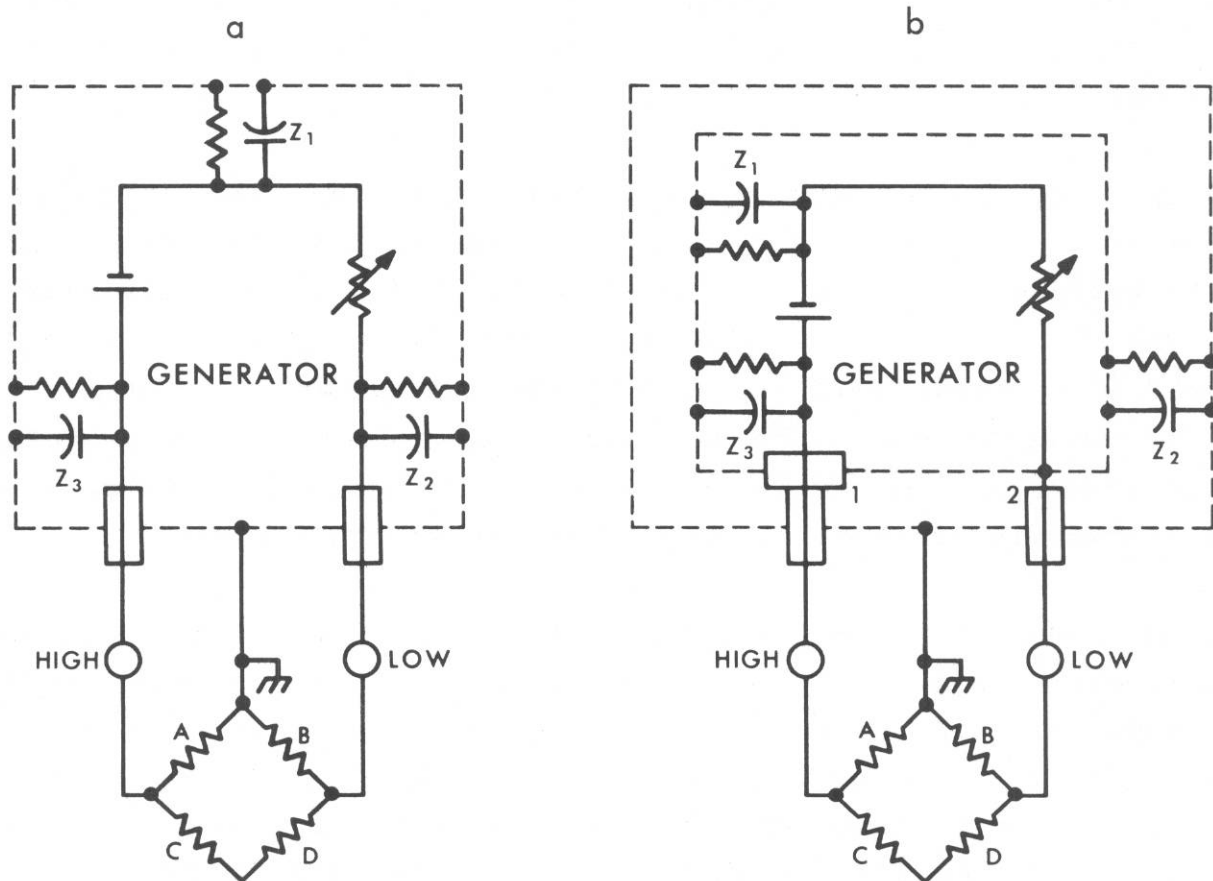 a
Z1
GENERATOR
Z3
Z2
HIGH
LOW
A
B
C
D
b
Z1
GENERATOR
Z3
Z2
1
2
HIGH
LOW
A
B
C
D